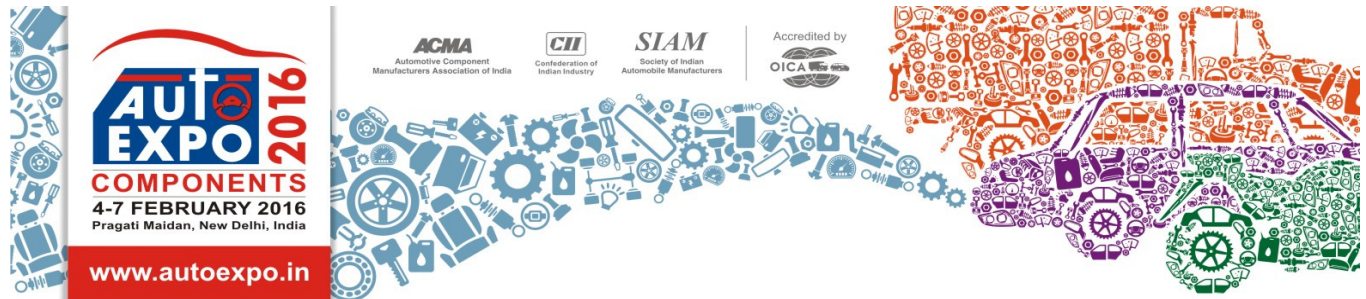 AUTO
EXPO
2016
COMPONENTS
4-7 FEBRUARY 2016
Pragati Maidan, New Delhi, India
www.autoexpo.in
ACMA
Automotive Component
Manufacturers Association of India
CII
Confederation of
Indian Industry
SIAM
Society of Indian
Automobile Manufacturers
Accredited by
OICA